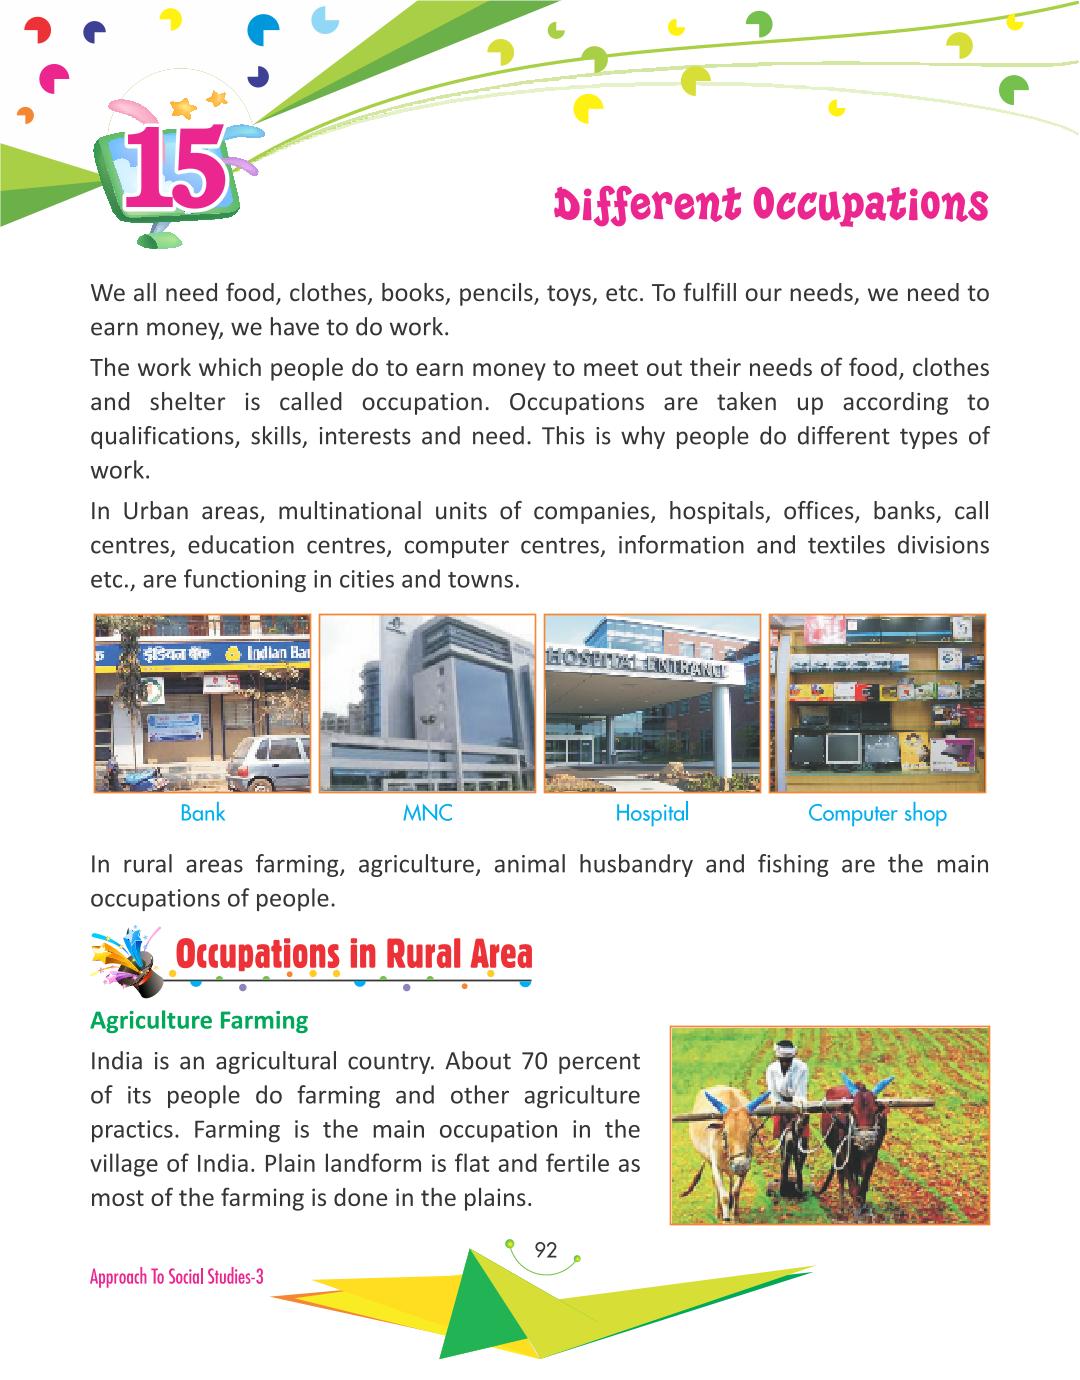 15
Different Occupations
We all need food, clothes, books, pencils, toys, etc. To fulfill our needs, we need to
earn money, we have to do work.
The work which people do to earn money to meet out their needs of food, clothes
and shelter is called occupation. Occupations are taken up according to
qualifications, skills, interests and need. This is why people do different types of
work.
In Urban areas, multinational units of companies, hospitals, offices, banks, call
centres, education centres, computer centres, information and textiles divisions
etc., are functioning in cities and towns.
इंडियन बैंक Indian Ban
HOSPITAL ENTRANCE
Bank
MNC
Hospital
Computer shop
In rural areas farming, agriculture, animal husbandry and fishing are the main
occupations of people.
Occupations in Rural Area
Agriculture Farming
India is an agricultural country. About 70 percent
of its people do farming and other agriculture
practics. Farming is the main occupation in the
village of India. Plain landform is flat and fertile as
most of the farming is done in the plains.
92
Approach To Social Studies-3